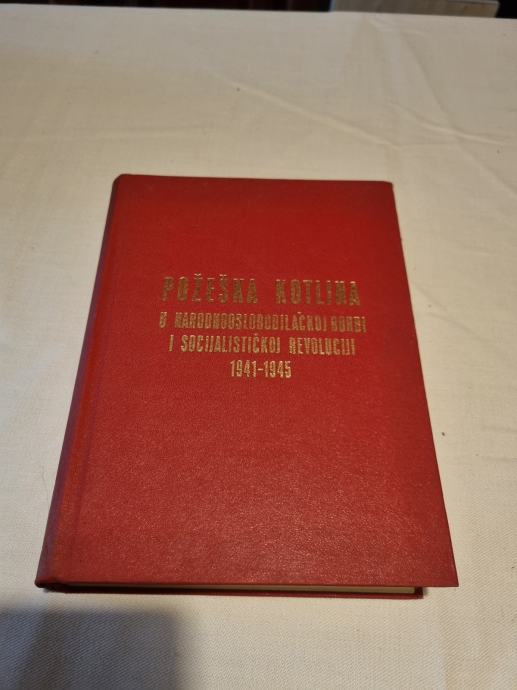 POŽEŠKA KOTLINA
U NARODNOOSLOBODILAČKOJ BORBI
I SOCIJALISTIČKOJ REVOLUCIJI
1941-1945